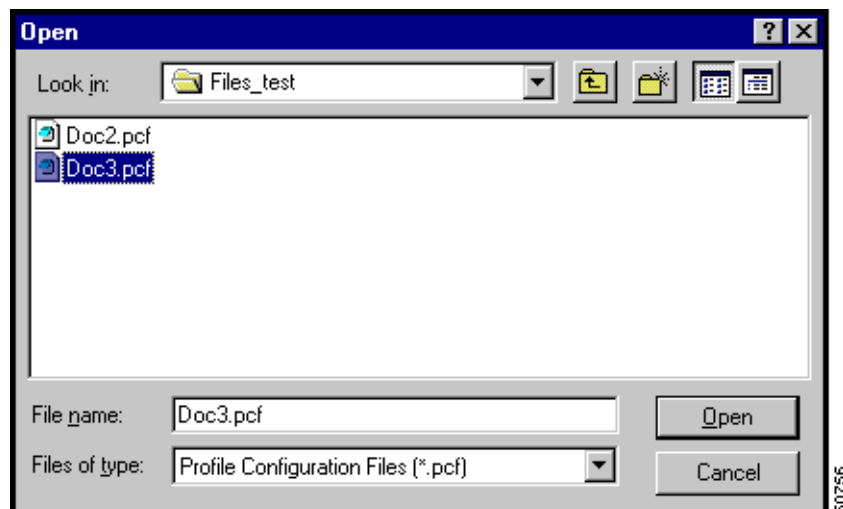 Open
Look in: Files_test
Doc2.pcf
Doc3.pcf
File name: Doc3.pcf Open
Files of type: Profile Configuration Files (*.pcf) Cancel